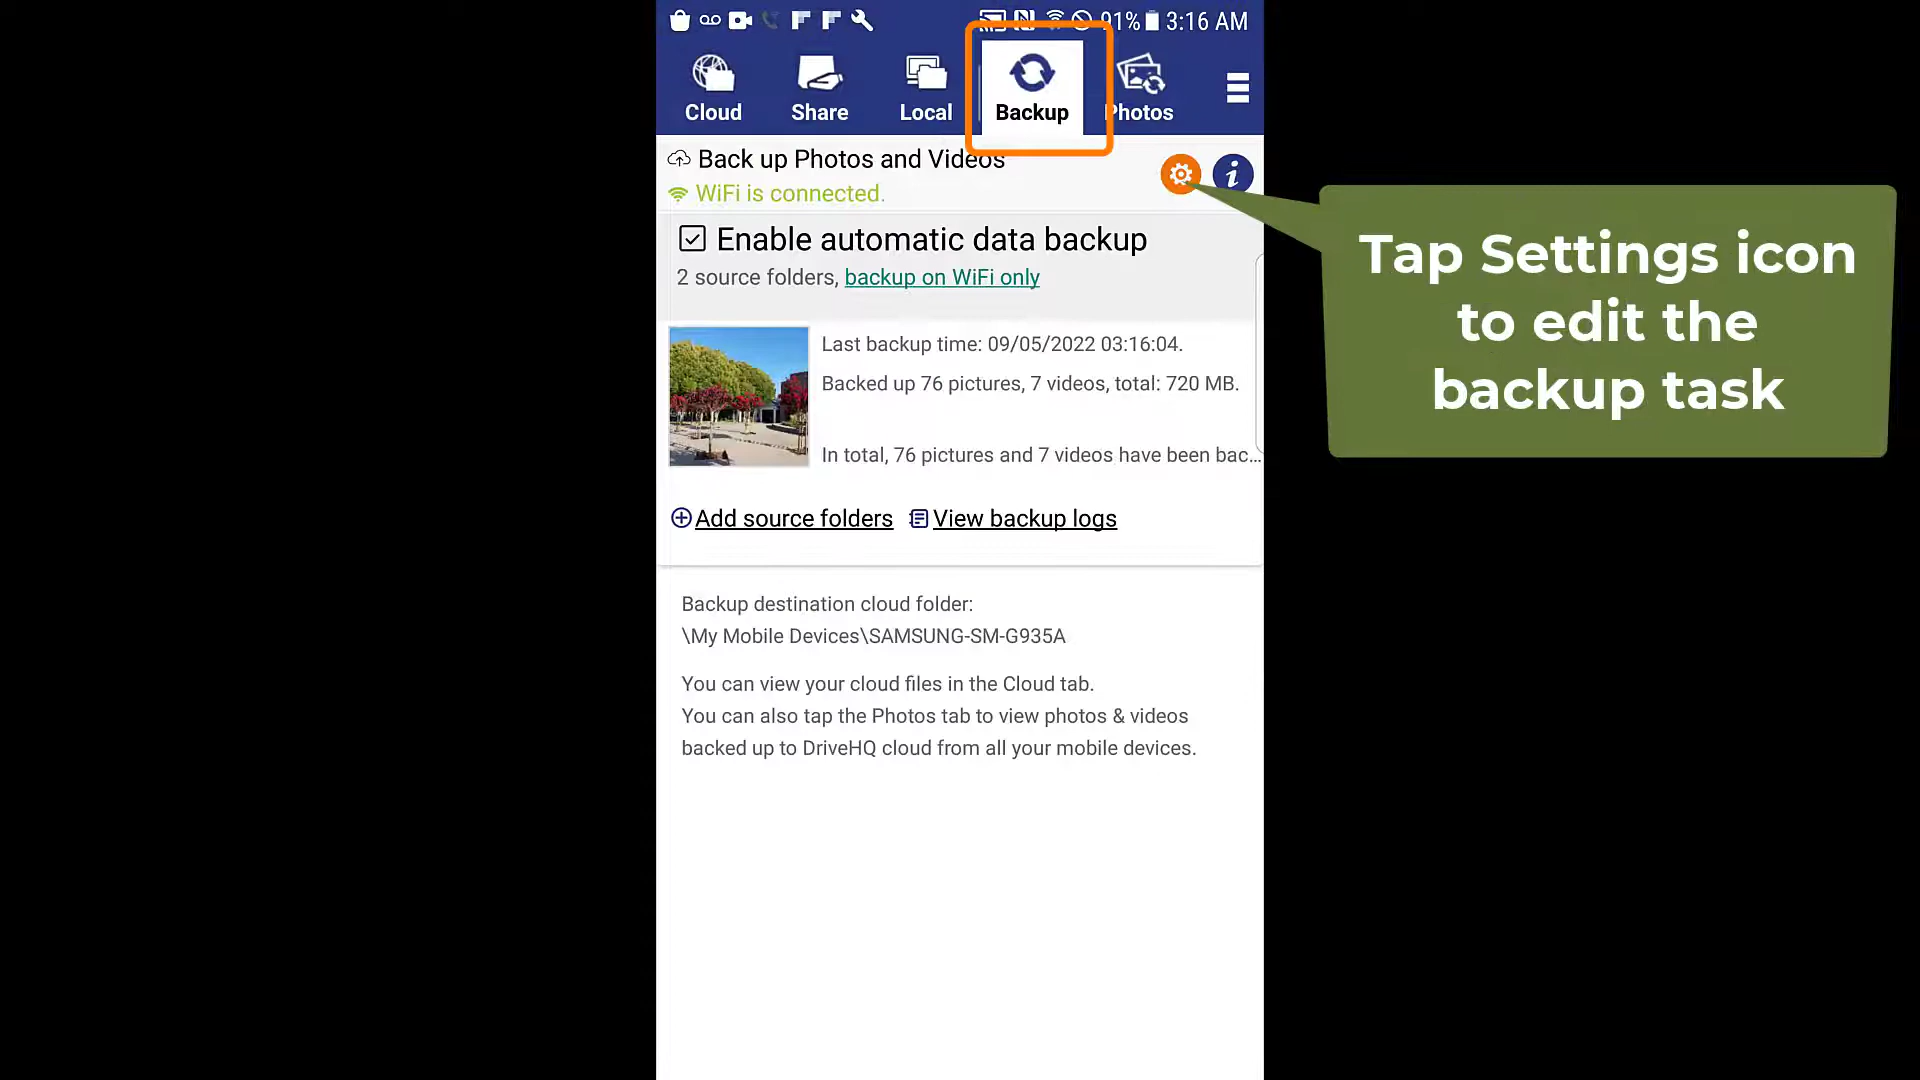 91% 3:16 AM
Cloud Share Local Backup Photos
Back up Photos and Videos
WiFi is connected.
Enable automatic data backup
2 source folders, backup on WiFi only
Last backup time: 09/05/2022 03:16:04.
Backed up 76 pictures, 7 videos, total: 720 MB.
In total, 76 pictures and 7 videos have been bac...
Add source folders View backup logs
Backup destination cloud folder:
\My Mobile Devices\SAMSUNG-SM-G935A
You can view your cloud files in the Cloud tab.
You can also tap the Photos tab to view photos & videos
backed up to DriveHQ cloud from all your mobile devices.
Tap Settings icon
to edit the
backup task